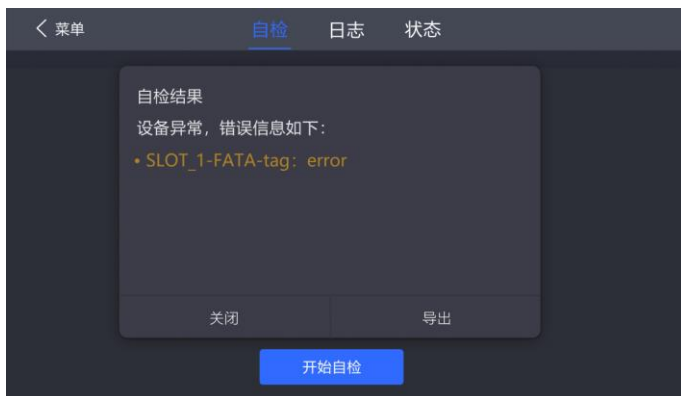 < 菜单 自检 日志 状态
自检结果
设备异常，错误信息如下：
• SLOT_1-FATA-tag：error
关闭 导出
开始自检